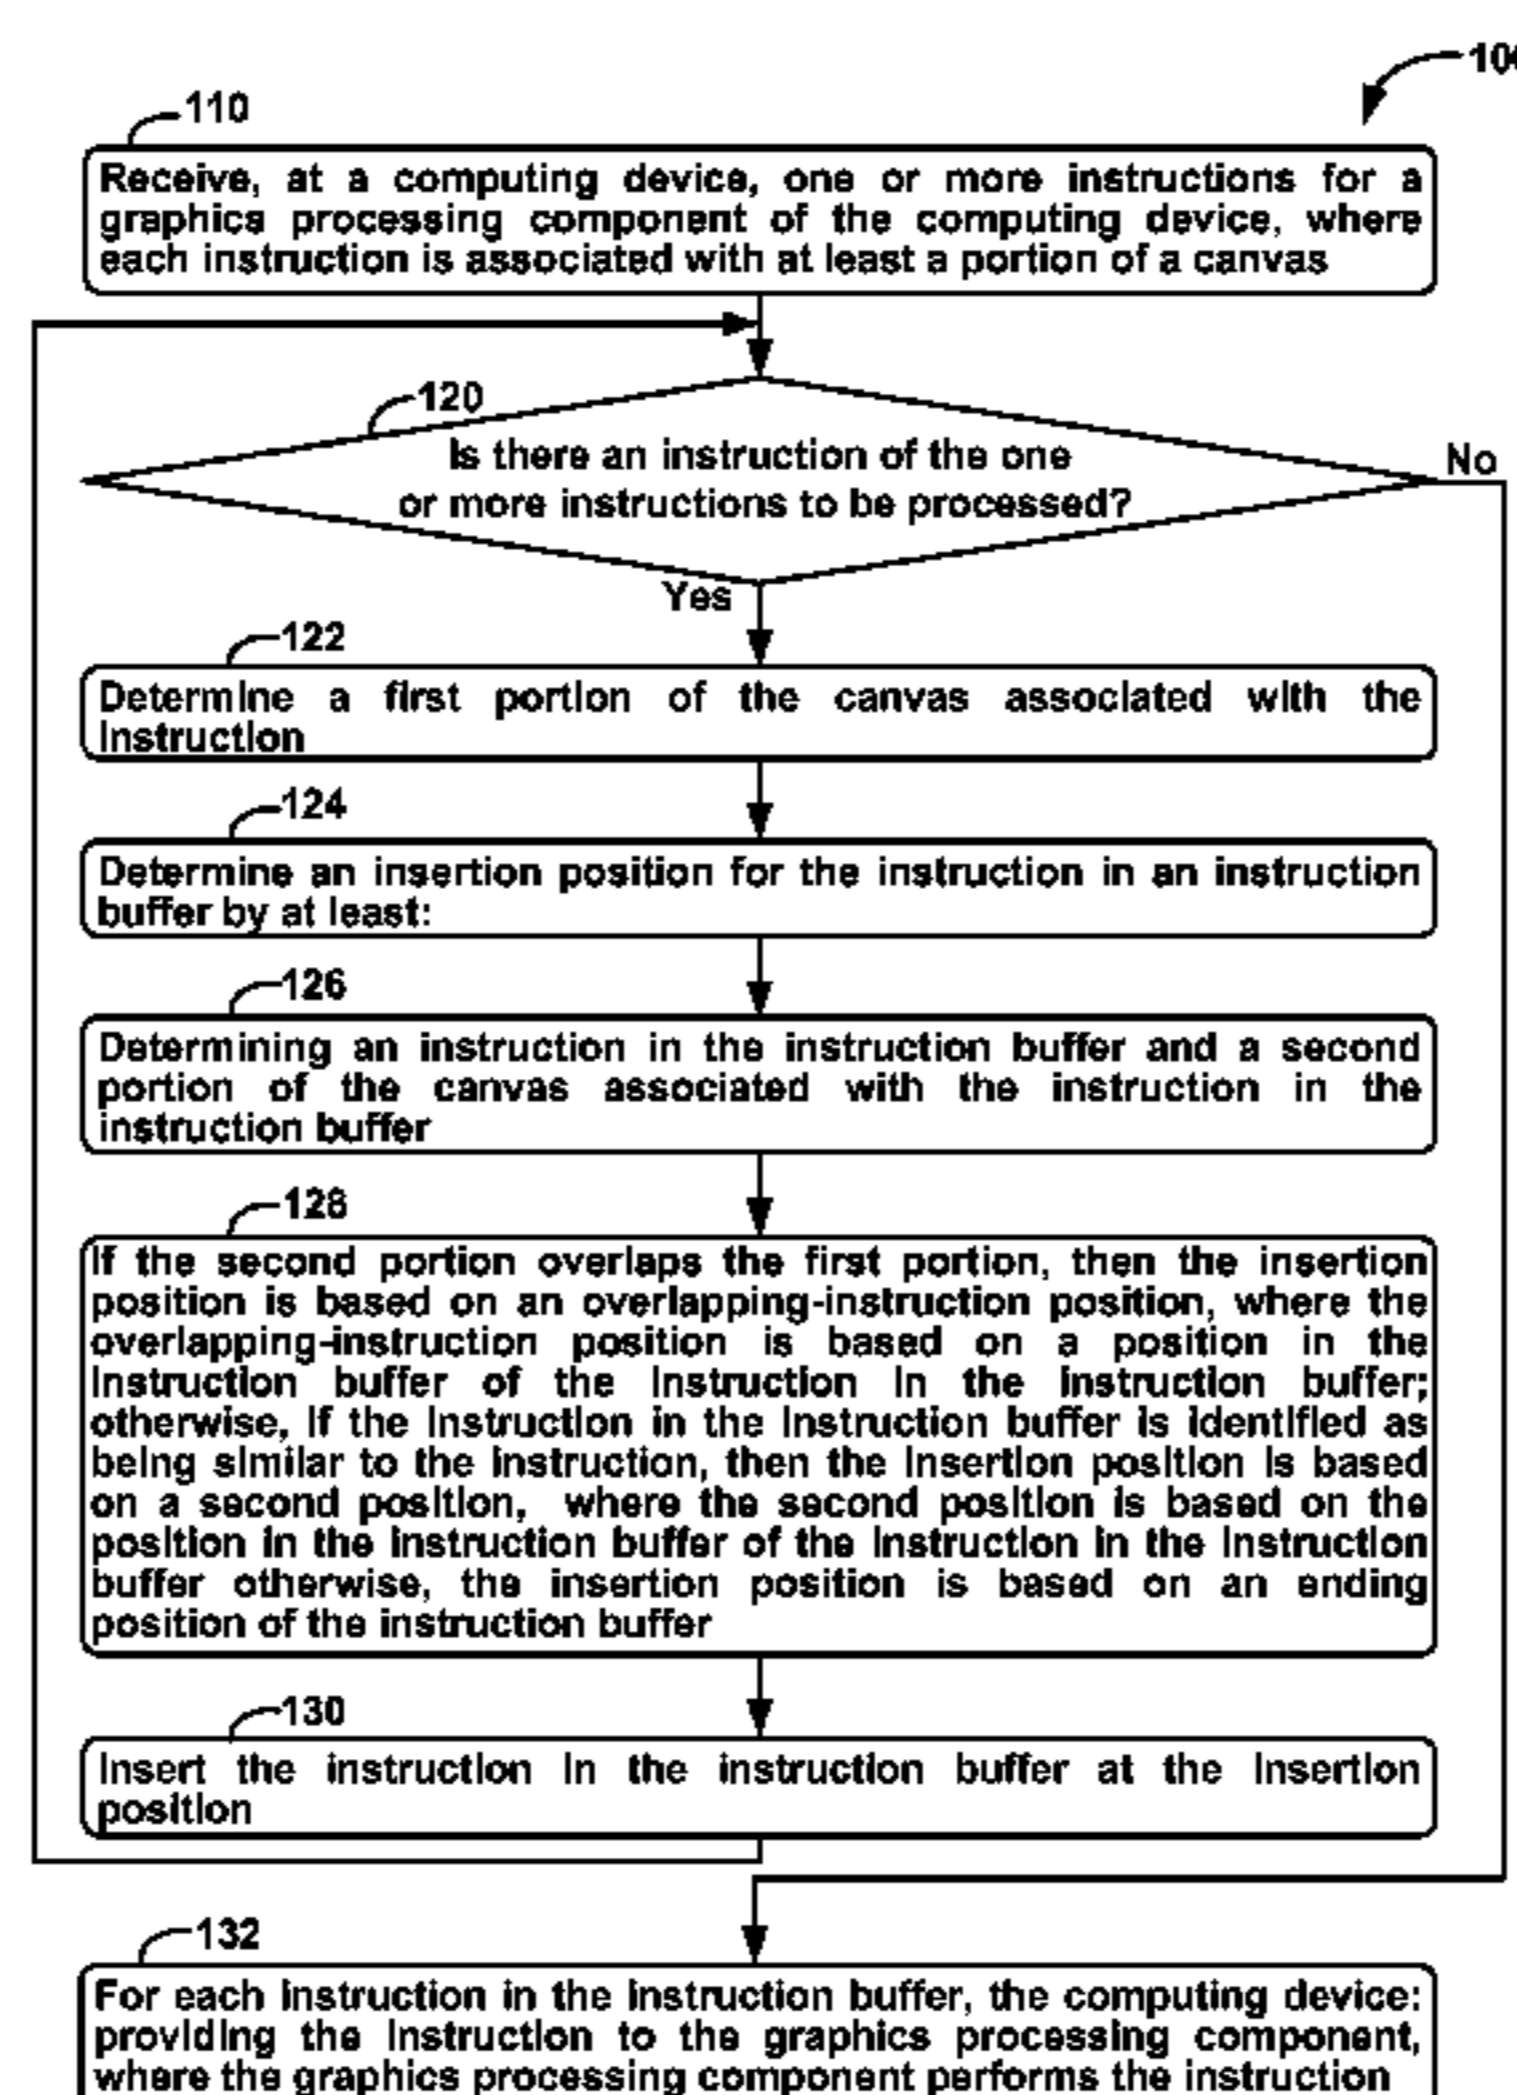 10
110
Receive, at a computing device, one or more instructions for a
graphics processing component of the computing device, where
each instruction is associated with at least a portion of a canvas
120
Is there an instruction of the one
or more instructions to be processed?
No
Yes
122
Determine a first portion of the canvas associated with the
instruction
124
Determine an insertion position for the instruction in an instruction
buffer by at least:
126
Determining an instruction in the instruction buffer and a second
portion of the canvas associated with the instruction in the
instruction buffer
128
If the second portion overlaps the first portion, then the insertion
position is based on an overlapping-instruction position, where the
overlapping-instruction position is based on a position in the
instruction buffer of the instruction in the instruction buffer;
otherwise, if the instruction in the instruction buffer is identified as
being similar to the instruction, then the insertion position is based
on a second position, where the second position is based on the
position in the instruction buffer of the instruction in the instruction
buffer otherwise, the insertion position is based on an ending
position of the instruction buffer
130
Insert the instruction in the instruction buffer at the insertion
position
132
For each instruction in the instruction buffer, the computing device:
providing the instruction to the graphics processing component,
where the graphics processing component performs the instruction